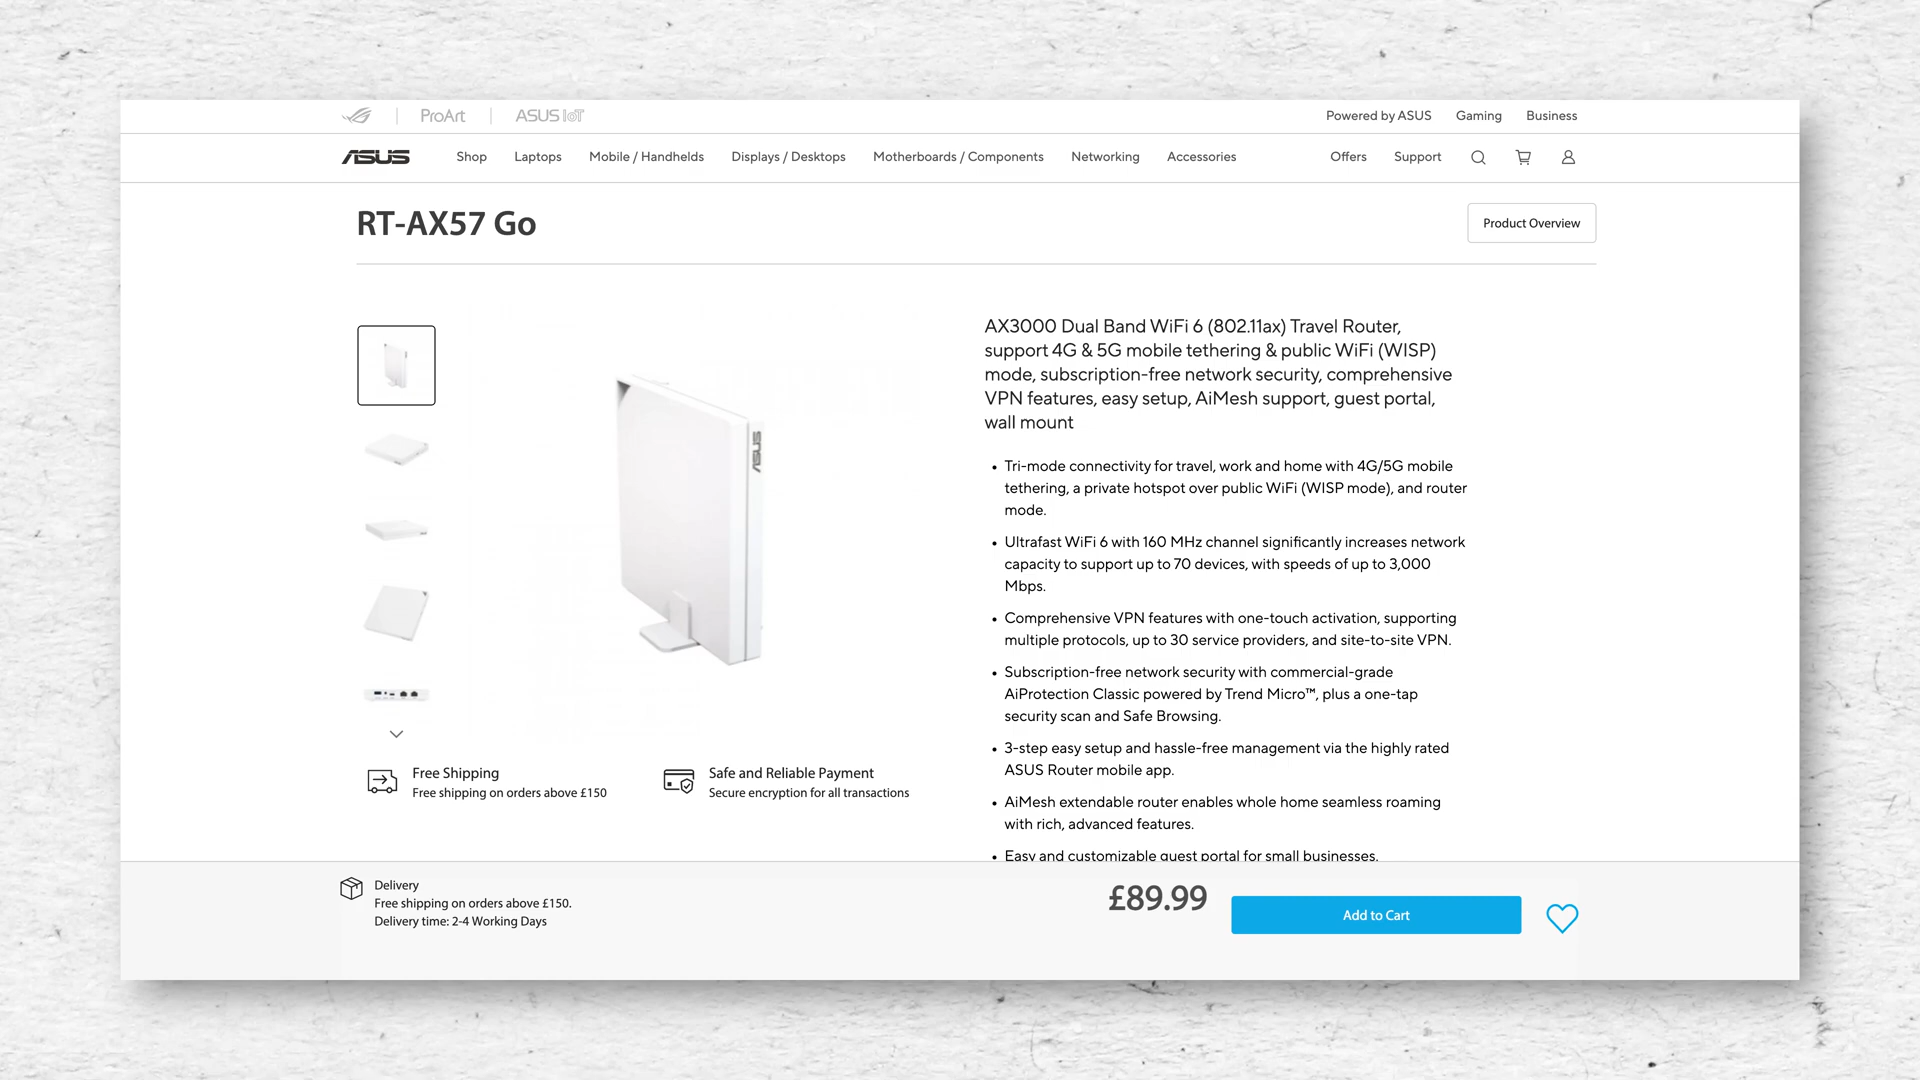 ProArt
ASUS IoT
Powered by ASUS
Gaming
Business
ASUS
Shop
Laptops
Mobile / Handhelds
Displays / Desktops
Motherboards / Components
Networking
Accessories
Offers
Support
RT-AX57 Go
Product Overview
AX3000 Dual Band WiFi 6 (802.11ax) Travel Router,
support 4G & 5G mobile tethering & public WiFi (WISP)
mode, subscription-free network security, comprehensive
VPN features, easy setup, AiMesh support, guest portal,
wall mount
ASUS
• Tri-mode connectivity for travel, work and home with 4G/5G mobile
tethering, a private hotspot over public WiFi (WISP mode), and router
mode.
• Ultrafast WiFi 6 with 160 MHz channel significantly increases network
capacity to support up to 70 devices, with speeds of up to 3,000
Mbps.
• Comprehensive VPN features with one-touch activation, supporting
multiple protocols, up to 30 service providers, and site-to-site VPN.
• Subscription-free network security with commercial-grade
AiProtection Classic powered by Trend Micro™, plus a one-tap
security scan and Safe Browsing.
• 3-step easy setup and hassle-free management via the highly rated
ASUS Router mobile app.
• AiMesh extendable router enables whole home seamless roaming
with rich, advanced features.
• Easy and customizable guest portal for small businesses.
Free Shipping
Free shipping on orders above £150
Safe and Reliable Payment
Secure encryption for all transactions
Delivery
Free shipping on orders above £150.
Delivery time: 2-4 Working Days
£89.99
Add to Cart